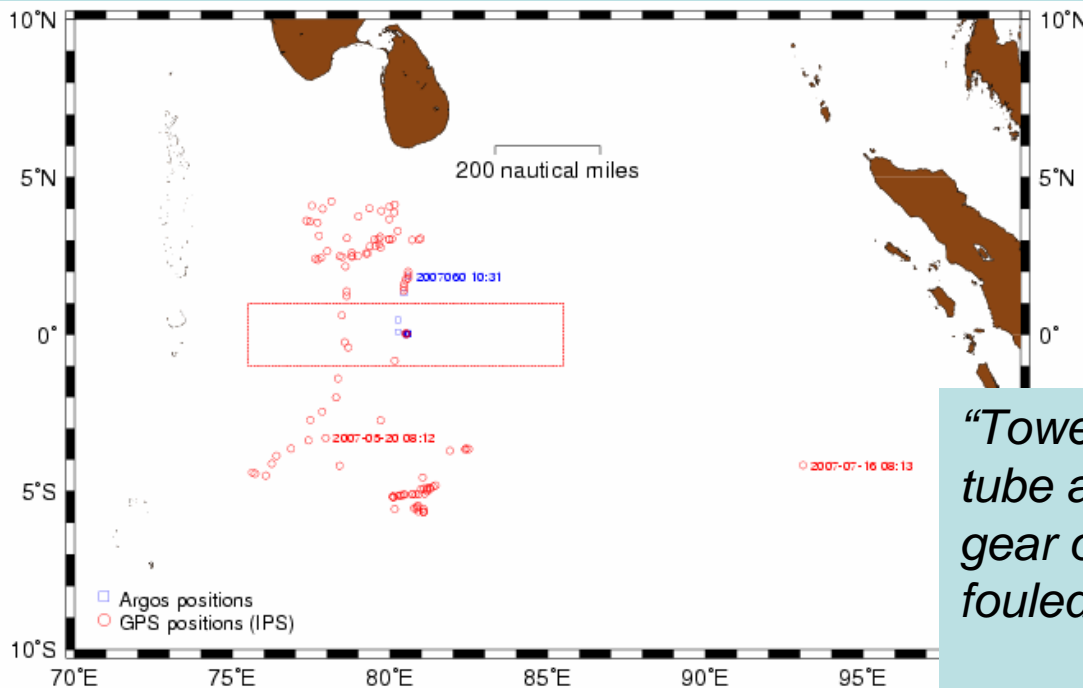 10°N
10°N
200 nautical miles
5°N
5°N
2007060 10:31
0°
0°
2007-05-20 08:12
2007-07-16 08:13
5°S
“Towe
tube a
gear
fouled
Argos positions
GPS positions (IPS)
10°S
70°E
75°E
80°E
85°E
90°E
95°E